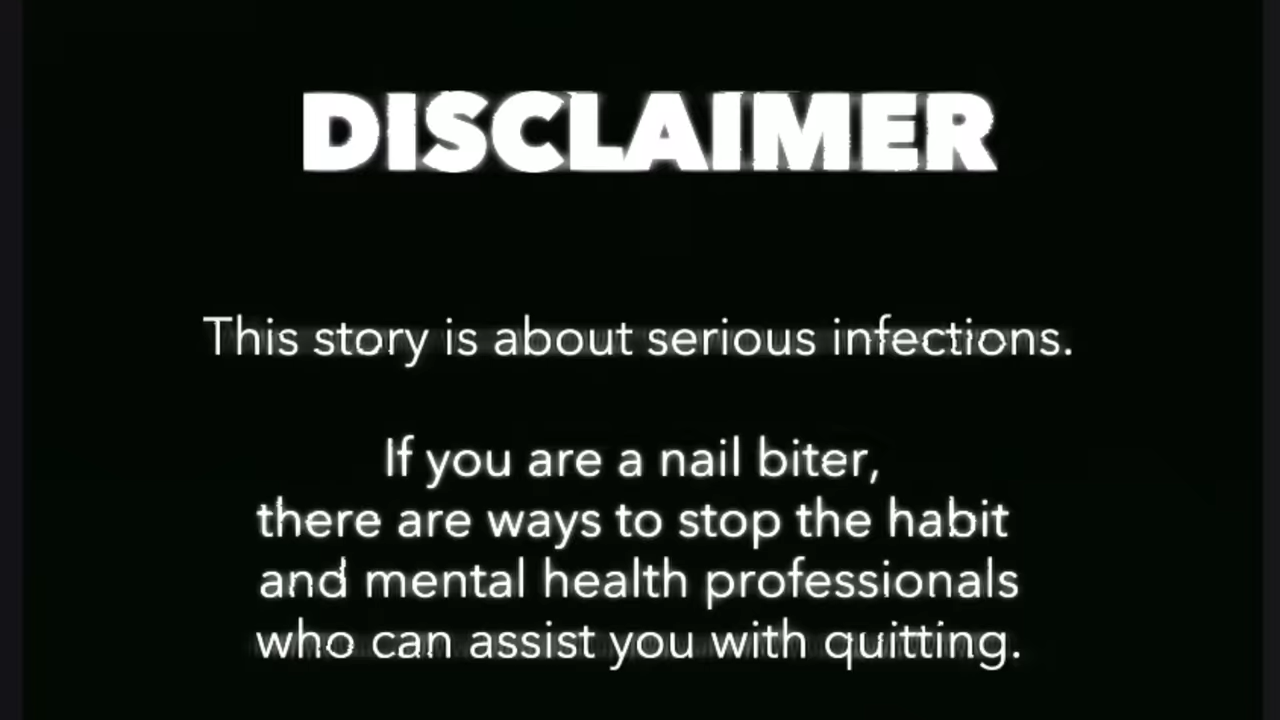 DISCLAIMER
This story is about serious infections.
If you are a nail biter,
there are ways to stop the habit
and mental health professionals
who can assist you with quitting.